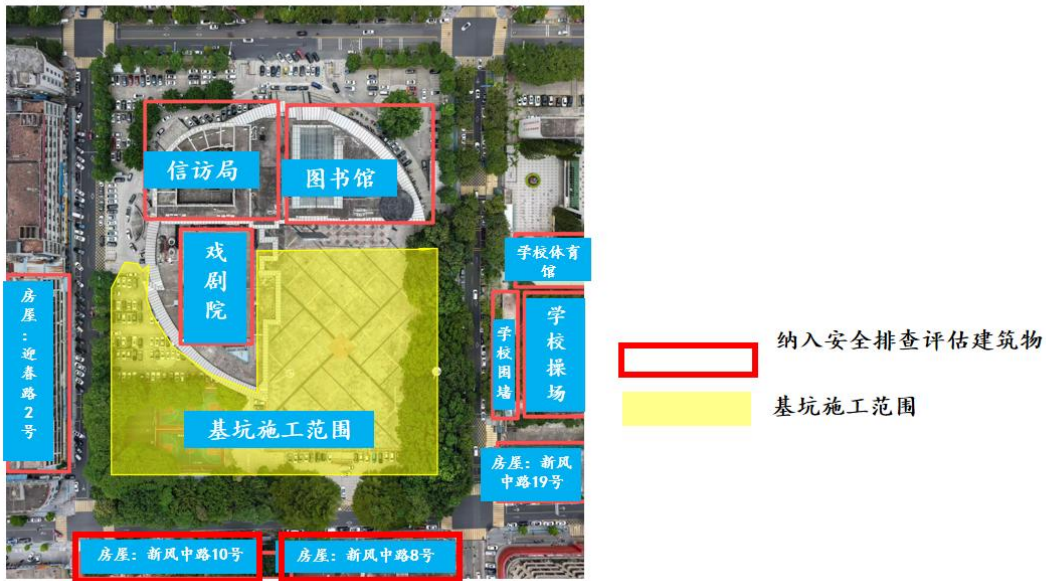 信访局
图书馆
戏
剧
院
学校体育
馆
房
屋
：
迎
春
路
2
号
学
校
围
墙
学
校
操
场
纳入安全排查评估建筑物
基坑施工范围
基坑施工范围
房屋：新风
中路19号
房屋：新风中路10号
房屋：新风中路8号